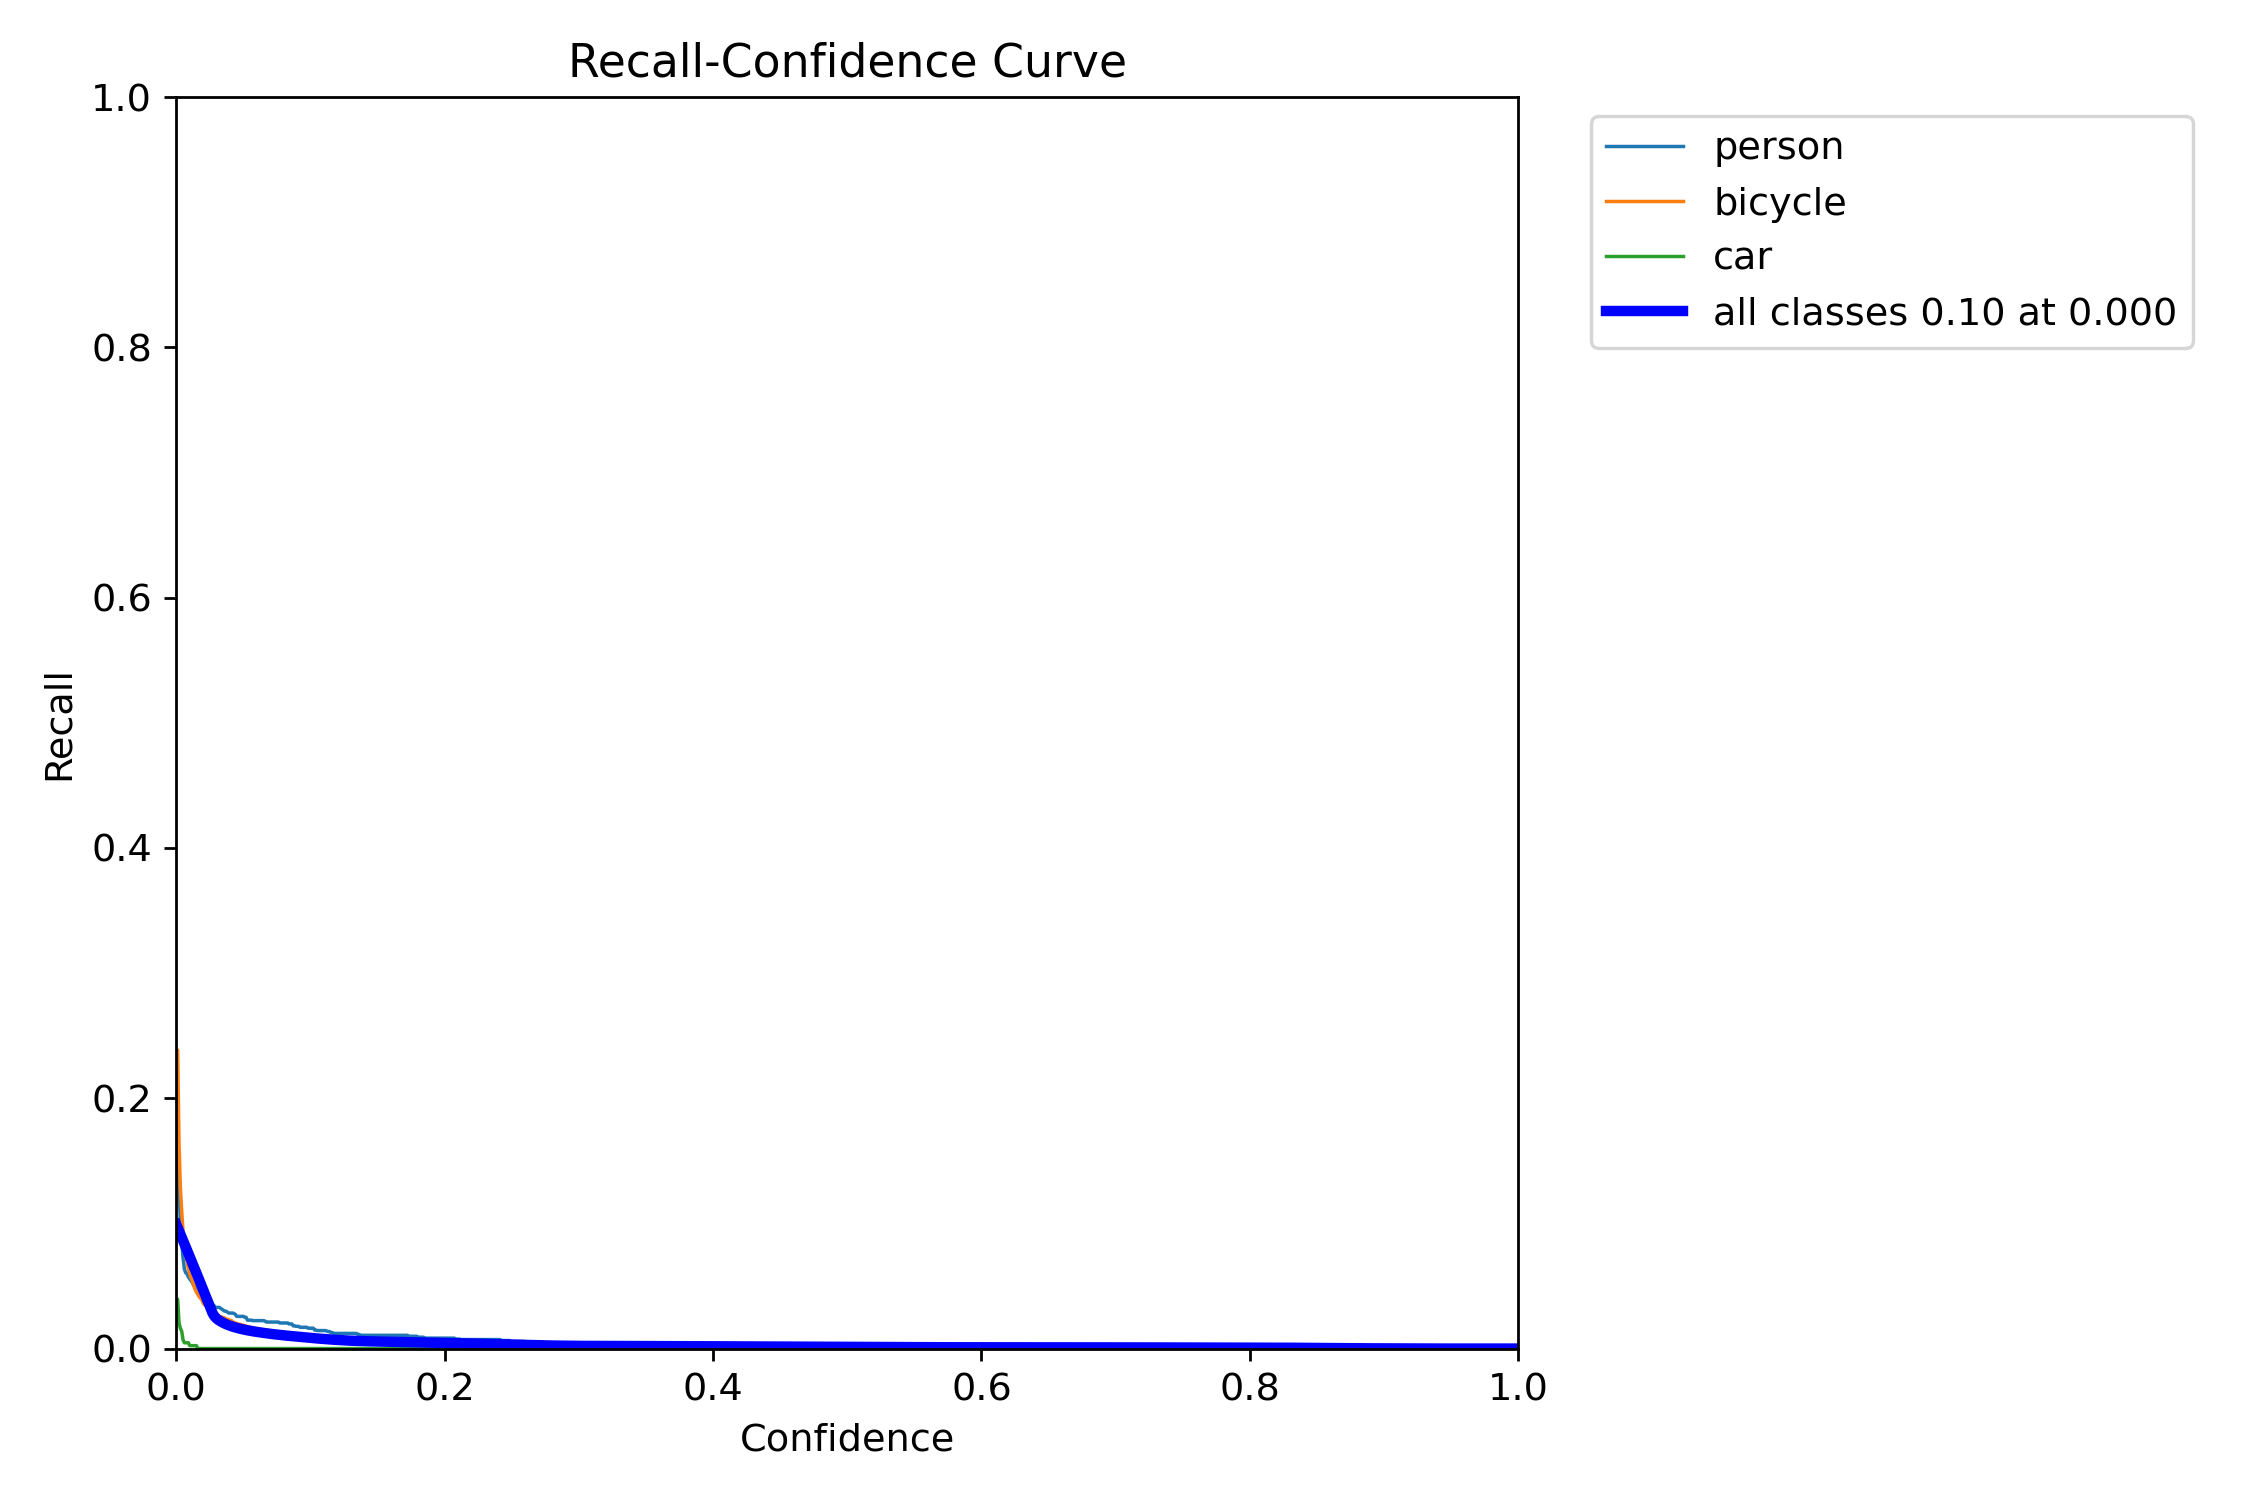 Recall-Confidence Curve
1.0
0.8
0.6
0.4
0.2
0.0
Recall
0.0 0.2 0.4 0.6 0.8 1.0
Confidence
person
bicycle
car
all classes 0.10 at 0.000